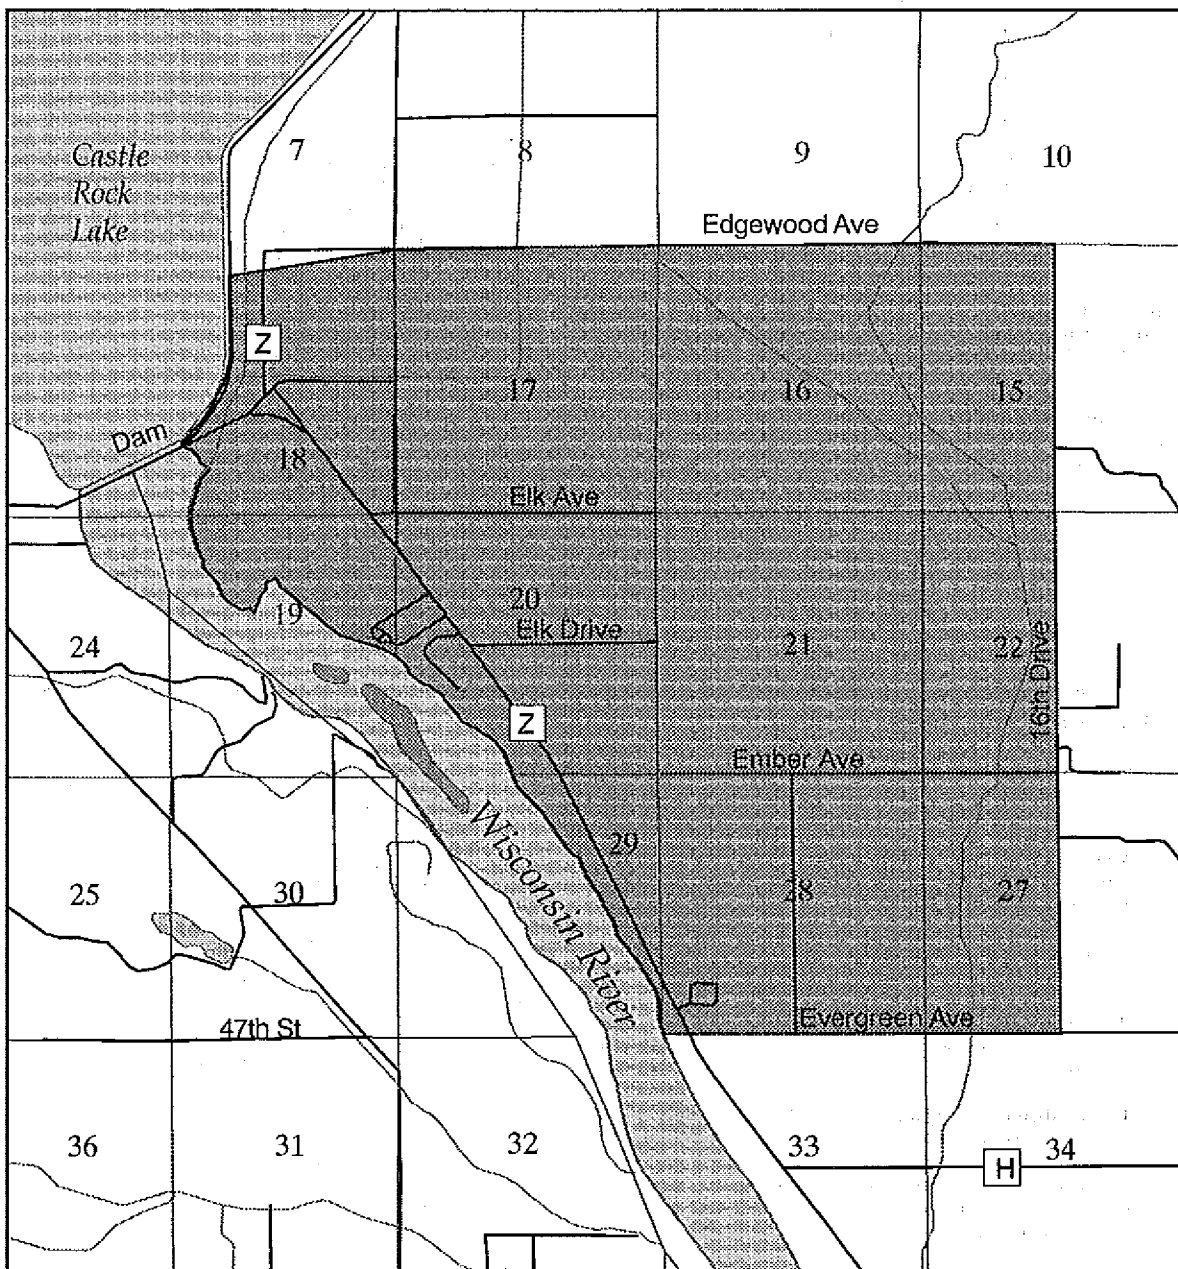 7
8
9
10
Castle
Rock
Lake
Edgewood Ave
Z
17
16
15
Dam
18
Elk Ave
20
19
Elk Drive
24
21
22
16th Drive
Z
Ember Ave
Wisconsin River
29
25
30
28
27
47th St
Evergreen Ave
36
31
32
33
34
H